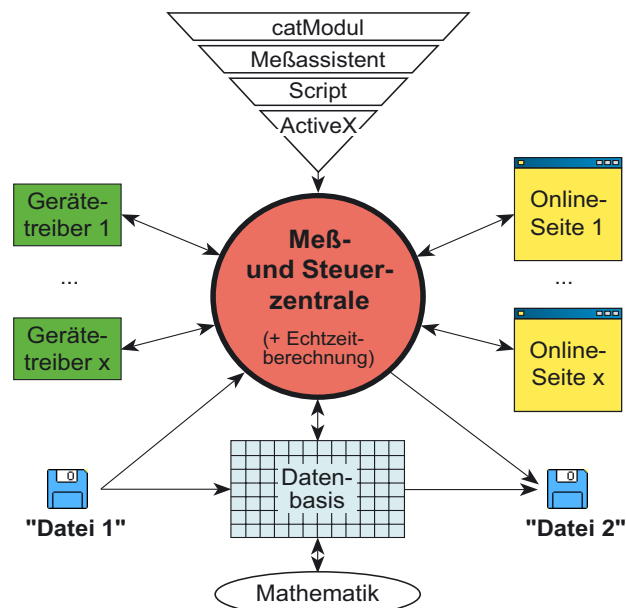 catModul
Meßassistent
Script
ActiveX
Geräte-
treiber 1
...
Geräte-
treiber x
Meß-
und Steuer-
zentrale
(+ Echtzeit-
berechnung)
Online-
Seite 1
...
Online-
Seite x
"Datei 1"
Daten-
basis
"Datei 2"
Mathematik